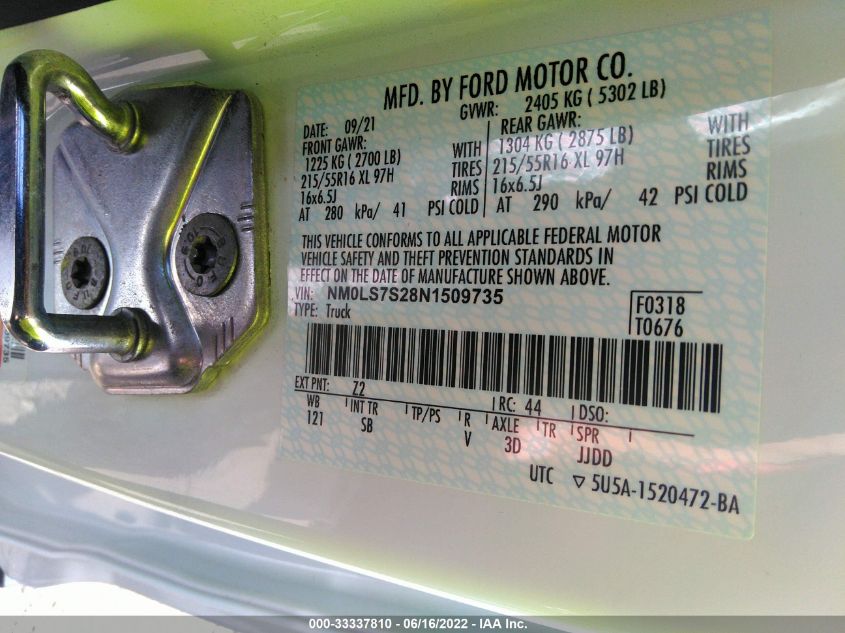 MFD. BY FORD MOTOR CO.
DATE: 09/21 GVWR: 2405 KG ( 5302 LB)
FRONT GAWR: REAR GAWR:
1225 KG ( 2700 LB) WITH 1304 KG ( 2875 LB) WITH
215/55R16 XL 97H TIRES 215/55R16 XL 97H TIRES
16x6.5J RIMS 16x6.5J RIMS
AT 280 kPa/ 41 PSI COLD AT 290 kPa/ 42 PSI COLD
THIS VEHICLE CONFORMS TO ALL APPLICABLE FEDERAL MOTOR
VEHICLE SAFETY AND THEFT PREVENTION STANDARDS IN
EFFECT ON THE DATE OF MANUFACTURE SHOWN ABOVE.
VIN: NM0LS7S28N1509735
TYPE: Truck
F0318
T0676
EXT PNT: Z2 RC: 44 DSO:
WB INT TR TP/PS R AXLE TR SPR
121 SB V 3D JJDD
UTC ▽ 5U5A-1520472-BA
000-33337810 / 06/16/2022 - IAA Inc.